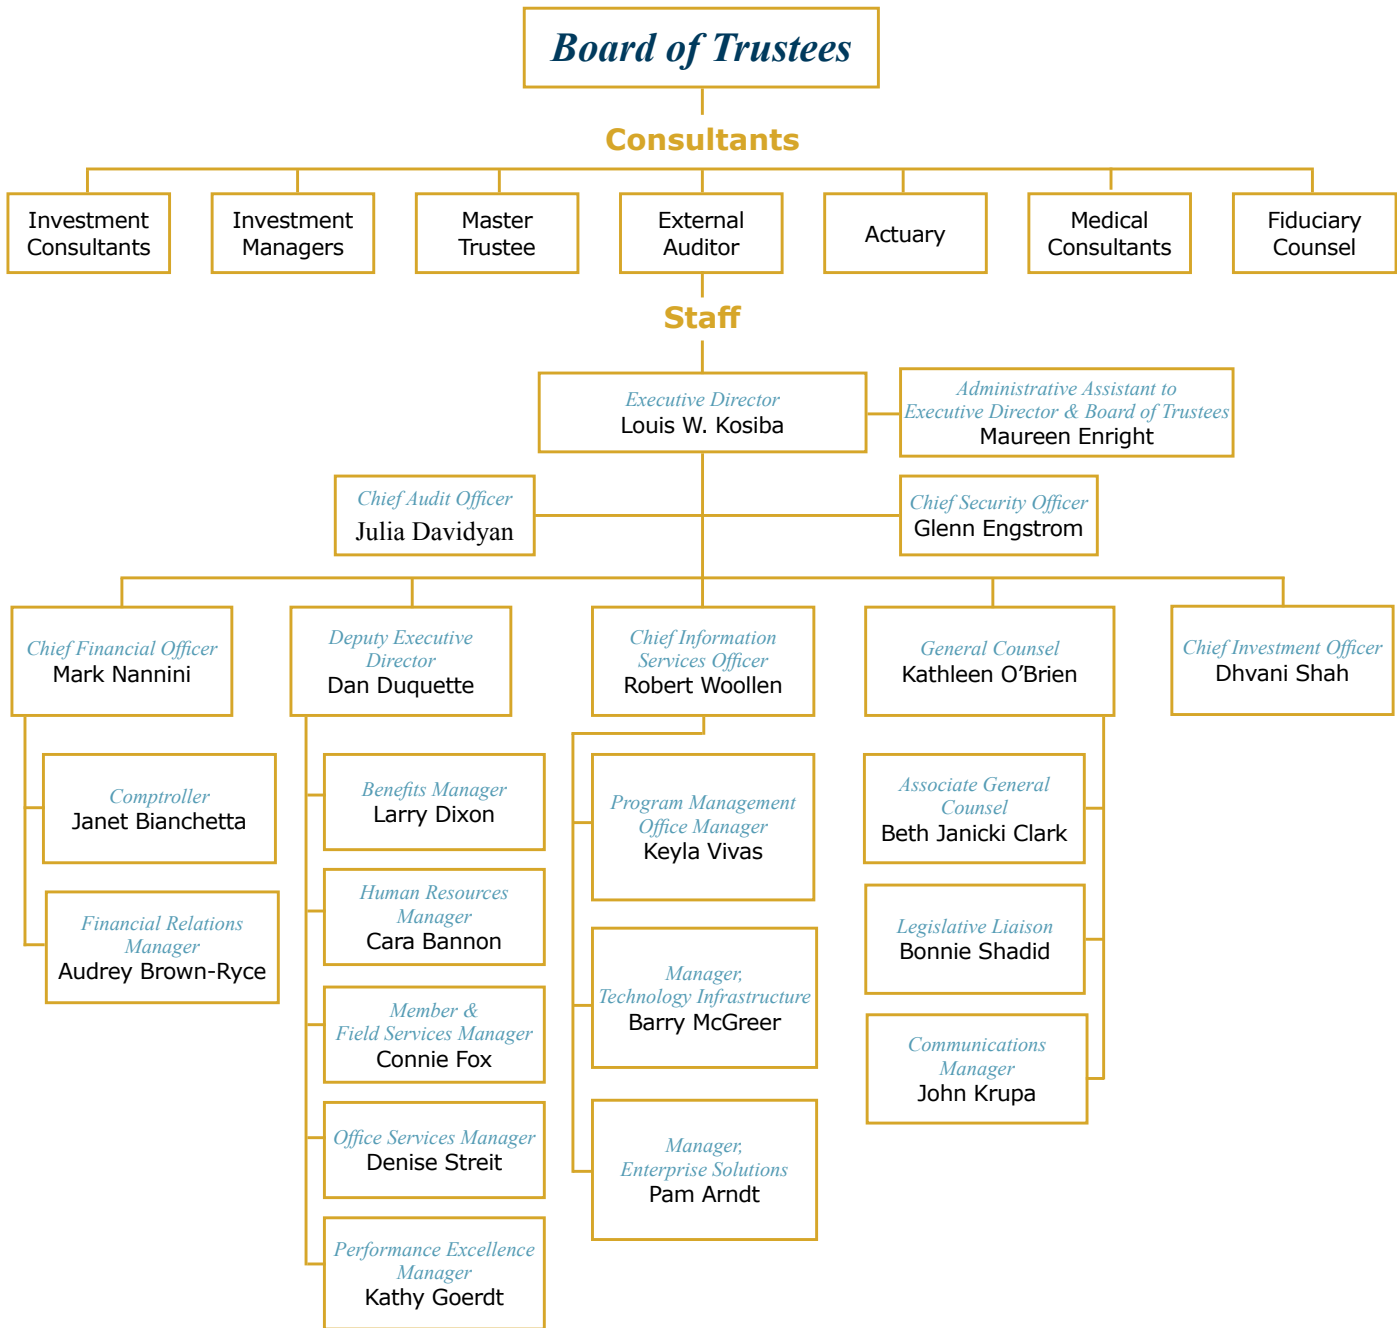 Board of Trustees
Consultants
Investment
Consultants
Investment
Managers
Master
Trustee
External
Auditor
Actuary
Medical
Consultants
Fiduciary
Counsel
Staff
Executive Director
Louis W. Kosiba
Administrative Assistant to
Executive Director & Board of Trustees
Maureen Enright
Chief Audit Officer
Julia Davidyan
Chief Security Officer
Glenn Engstrom
Chief Financial Officer
Mark Nannini
Deputy Executive
Director
Dan Duquette
Chief Information
Services Officer
Robert Woollen
General Counsel
Kathleen O’Brien
Chief Investment Officer
Dhvani Shah
Comptroller
Janet Bianchetta
Financial Relations
Manager
Audrey Brown-Ryce
Benefits Manager
Larry Dixon
Human Resources
Manager
Cara Bannon
Member &
Field Services Manager
Connie Fox
Office Services Manager
Denise Streit
Performance Excellence
Manager
Kathy Goerdt
Program Management
Office Manager
Keyla Vivas
Manager,
Technology Infrastructure
Barry McGreer
Manager,
Enterprise Solutions
Pam Arndt
Associate General
Counsel
Beth Janicki Clark
Legislative Liaison
Bonnie Shadid
Communications
Manager
John Krupa